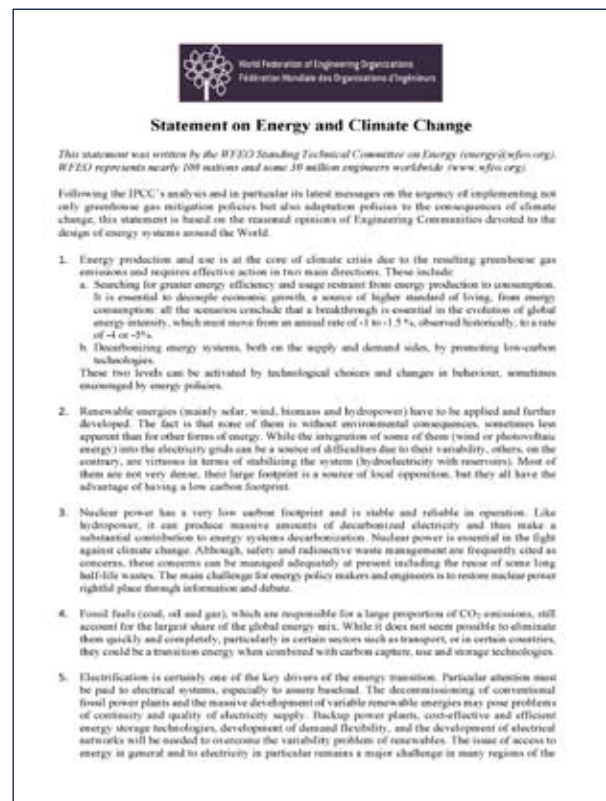 World Federation of Engineering Organizations
Fédération Mondiale des Organisations d'Ingénieurs
Statement on Energy and Climate Change
This statement was written by the WFEO Standing Technical Committee on Energy (energy@wfeo.org).
WFEO represents nearly 100 nations and some 30 million engineers worldwide (www.wfeo.org).
Following the IPCC's analysis and in particular its latest messages on the urgency of implementing not
only greenhouse gas mitigation policies but also adaptation policies to the consequences of climate
change, this statement is based on the reasoned opinions of Engineering Communities devoted to the
design of energy systems around the World.
1. Energy production and use is at the core of climate crisis due to the resulting greenhouse gas
emissions and requires effective action in two main directions. These include:
a. Searching for greater energy efficiency and usage restraint from energy production to consumption.
It is essential to decouple economic growth, a source of higher standard of living, from energy
consumption: all the scenarios conclude that a breakthrough is essential in the evolution of global
energy intensity, which must move from an annual rate of -1 to -1.5 %, observed historically, to a rate
of -4 or -5%.
b. Decarbonizing energy systems, both on the supply and demand sides, by promoting low-carbon
technologies.
These two levels can be activated by technological choices and changes in behaviour, sometimes
encouraged by energy policies.
2. Renewable energies (mainly solar, wind, biomass and hydropower) have to be applied and further
developed. The fact is that none of them is without environmental consequences, sometimes less
apparent than for other forms of energy. While the integration of some of them (wind or photovoltaic
energy) into the electricity grids can be a source of difficulties due to their variability, others, on the
contrary, are virtuous in terms of stabilizing the system (hydroelectricity with reservoirs). Most of
them are not very dense, their large footprint is a source of local opposition, but they all have the
advantage of having a low carbon footprint.
3. Nuclear power has a very low carbon footprint and is stable and reliable in operation. Like
hydropower, it can produce massive amounts of decarbonized electricity and thus make a
substantial contribution to energy systems decarbonization. Nuclear power is essential in the fight
against climate change. Although, safety and radioactive waste management are frequently cited as
concerns, these concerns can be managed adequately at present including the reuse of some long
half-life wastes. The main challenge for energy policy makers and engineers is to restore nuclear power
rightful place through information and debate.
4. Fossil fuels (coal, oil and gas), which are responsible for a large proportion of CO₂ emissions, still
account for the largest share of the global energy mix. While it does not seem possible to eliminate
them quickly and completely, particularly in certain sectors such as transport, or in certain countries,
they could be a transition energy when combined with carbon capture, use and storage technologies.
5. Electrification is certainly one of the key drivers of the energy transition. Particular attention must
be paid to electrical systems, especially to assure baseload. The decommissioning of conventional
fossil power plants and the massive development of variable renewable energies may pose problems
of continuity and quality of electricity supply. Backup power plants, cost-effective and efficient
energy storage technologies, development of demand flexibility, and the development of electrical
networks will be needed to overcome the variability problem of renewables. The issue of access to
energy in general and to electricity in particular remains a major challenge in many regions of the